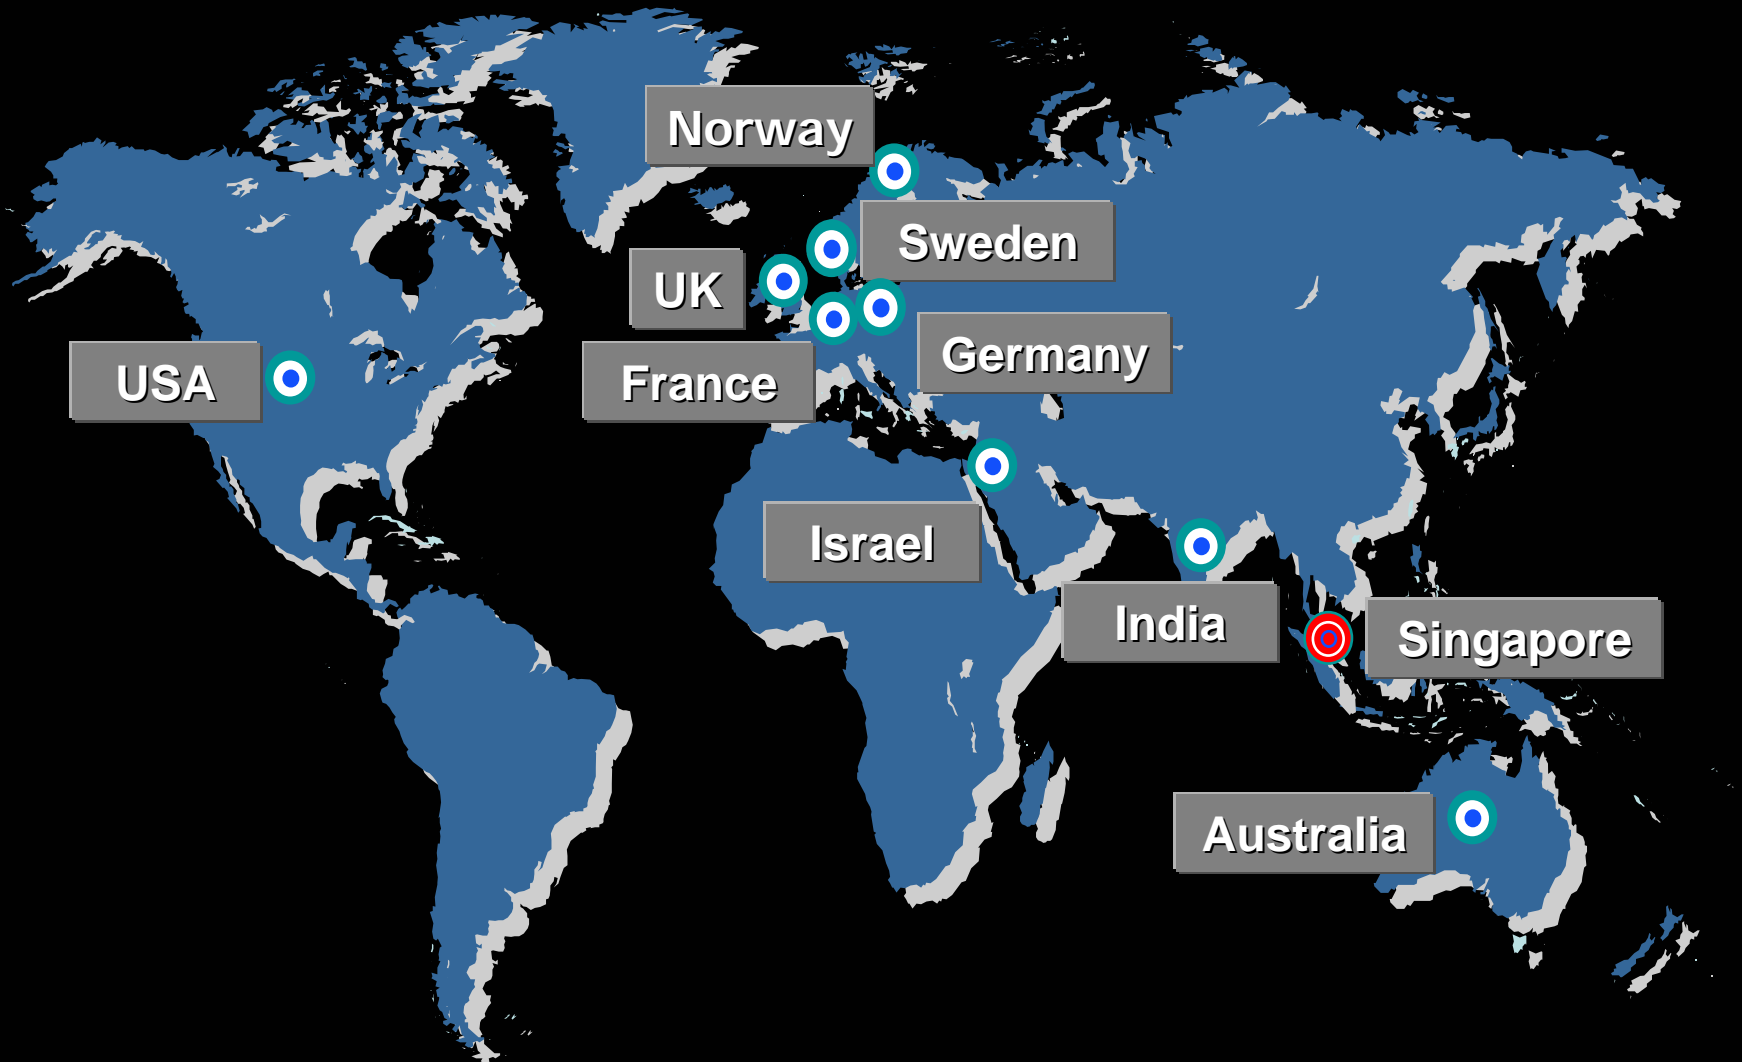 Norway
Sweden
UK
Germany
USA
France
Israel
India
Singapore
Australia